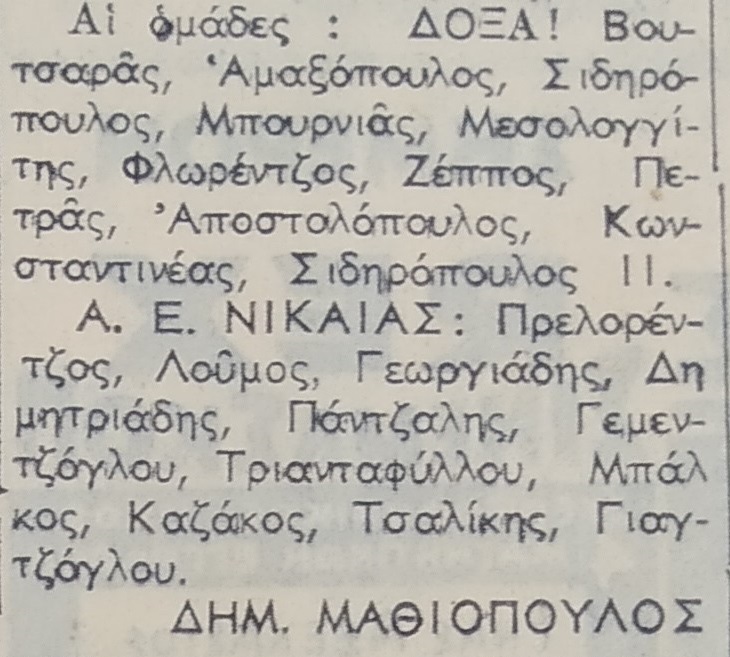 Αἱ ὁμάδες : ΔΟΞΑ! Βου-
τσαρᾶς, Ἀμαξόπουλος, Σιδηρό-
πουλος, Μπουρνιᾶς, Μεσολογγί-
της, Φλωρέντζος, Ζέππος, Πε-
τρᾶς, Ἀποστολόπουλος, Κων-
σταντινέας, Σιδηρόπουλος ΙΙ.
Α. Ε. ΝΙΚΑΙΑΣ: Πρελορέν-
τζος, Λοῦμος, Γεωργιάδης, Δη
μητριάδης, Πάντζαλης, Γεμεν-
τζόγλου, Τριανταφύλλου, Μπάλ
κος, Καζάκος, Τσαλίκης, Γιαγ-
τζόγλου.
ΔΗΜ. ΜΑΘΙΟΠΟΥΛΟΣ